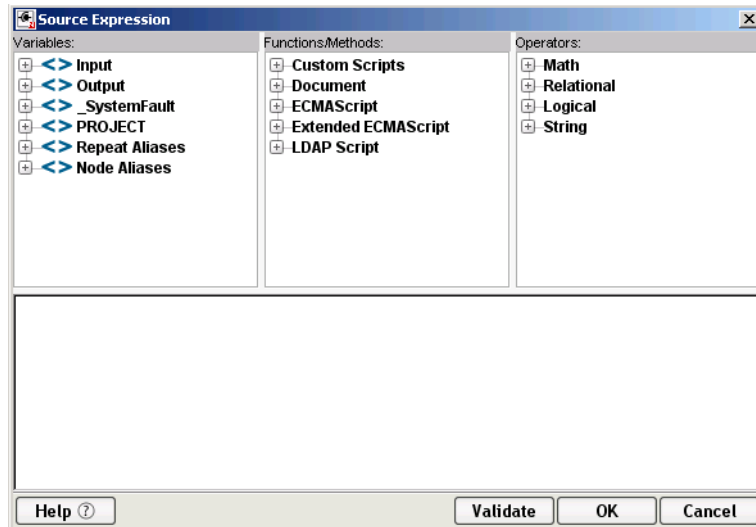 Source Expression
Variables:
Functions/Methods:
Operators:
<> Input
<> Output
<> _SystemFault
<> PROJECT
<> Repeat Aliases
<> Node Aliases
Custom Scripts
Document
ECMAScript
Extended ECMAScript
LDAP Script
Math
Relational
Logical
String
Help ?
Validate
OK
Cancel